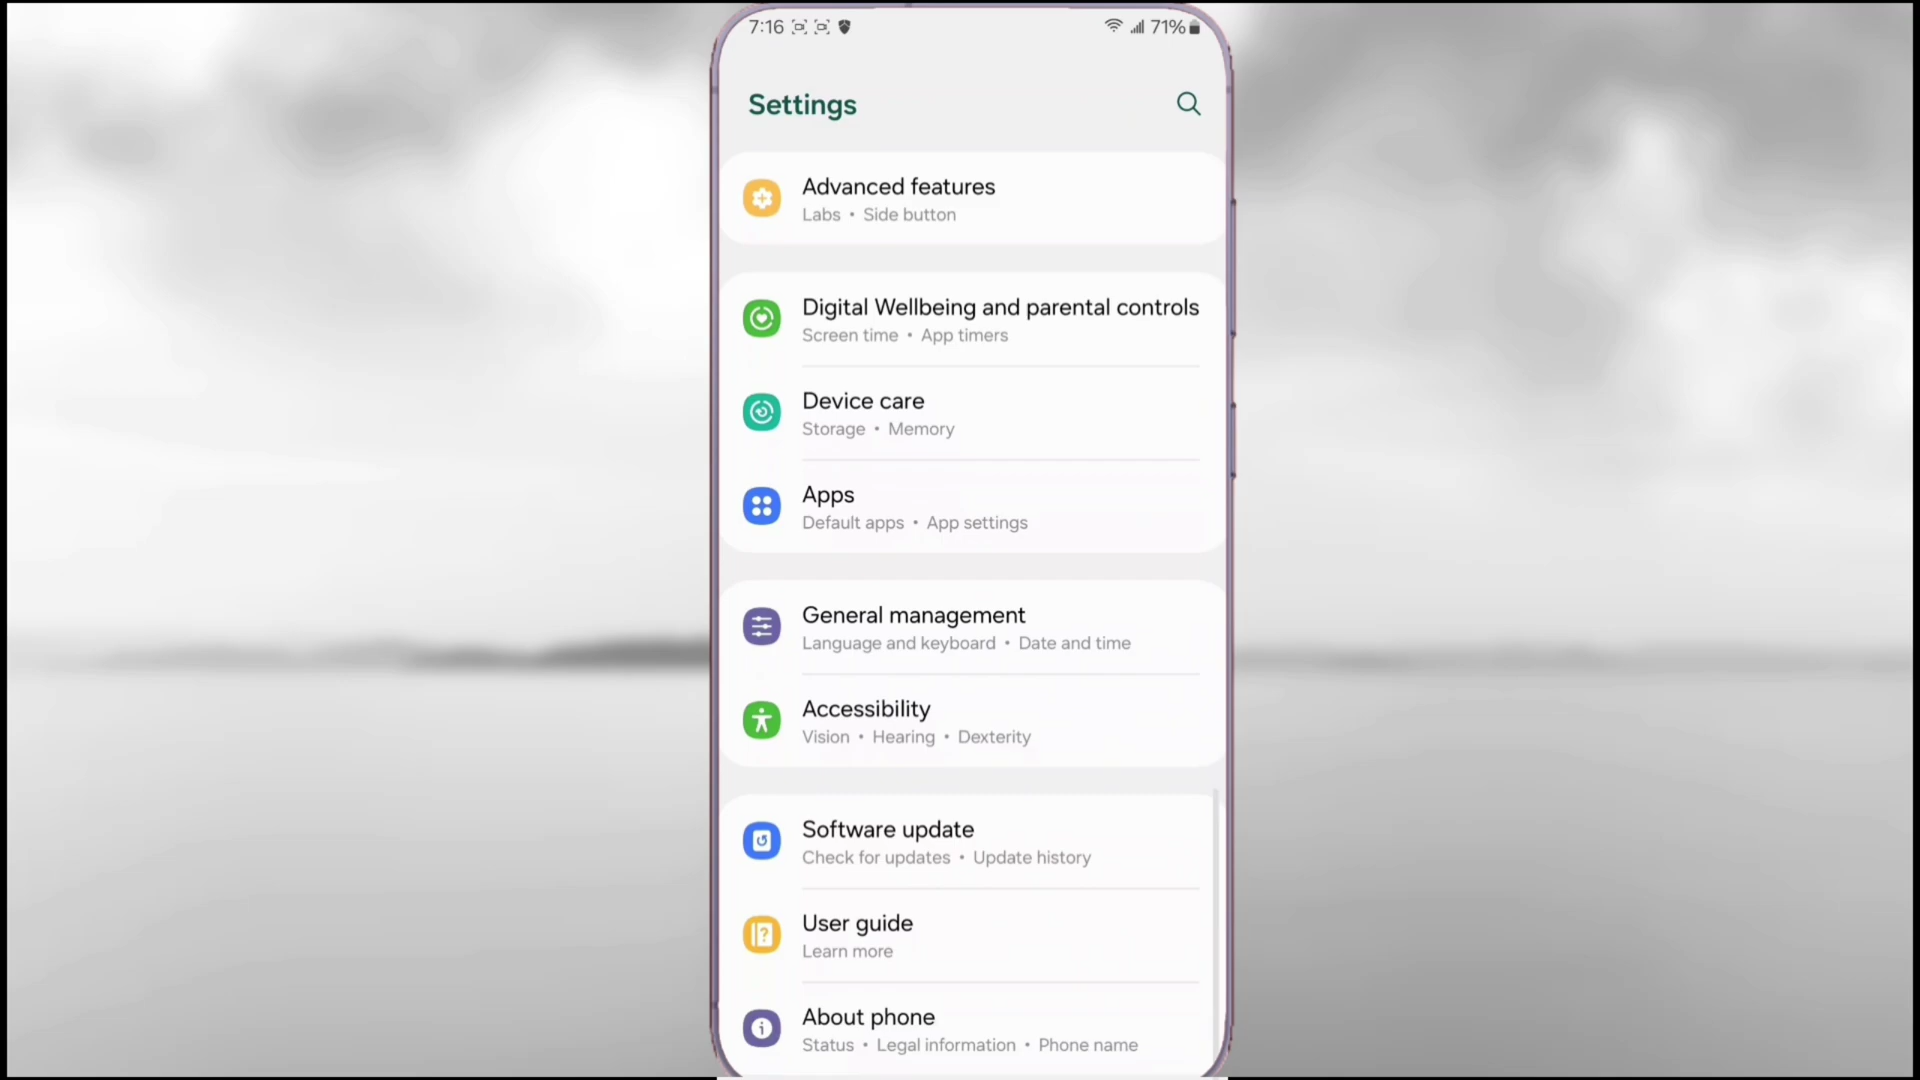 7:16 71%
Settings
Advanced features
Labs • Side button
Digital Wellbeing and parental controls
Screen time • App timers
Device care
Storage • Memory
Apps
Default apps • App settings
General management
Language and keyboard • Date and time
Accessibility
Vision • Hearing • Dexterity
Software update
Check for updates • Update history
User guide
Learn more
About phone
Status • Legal information • Phone name